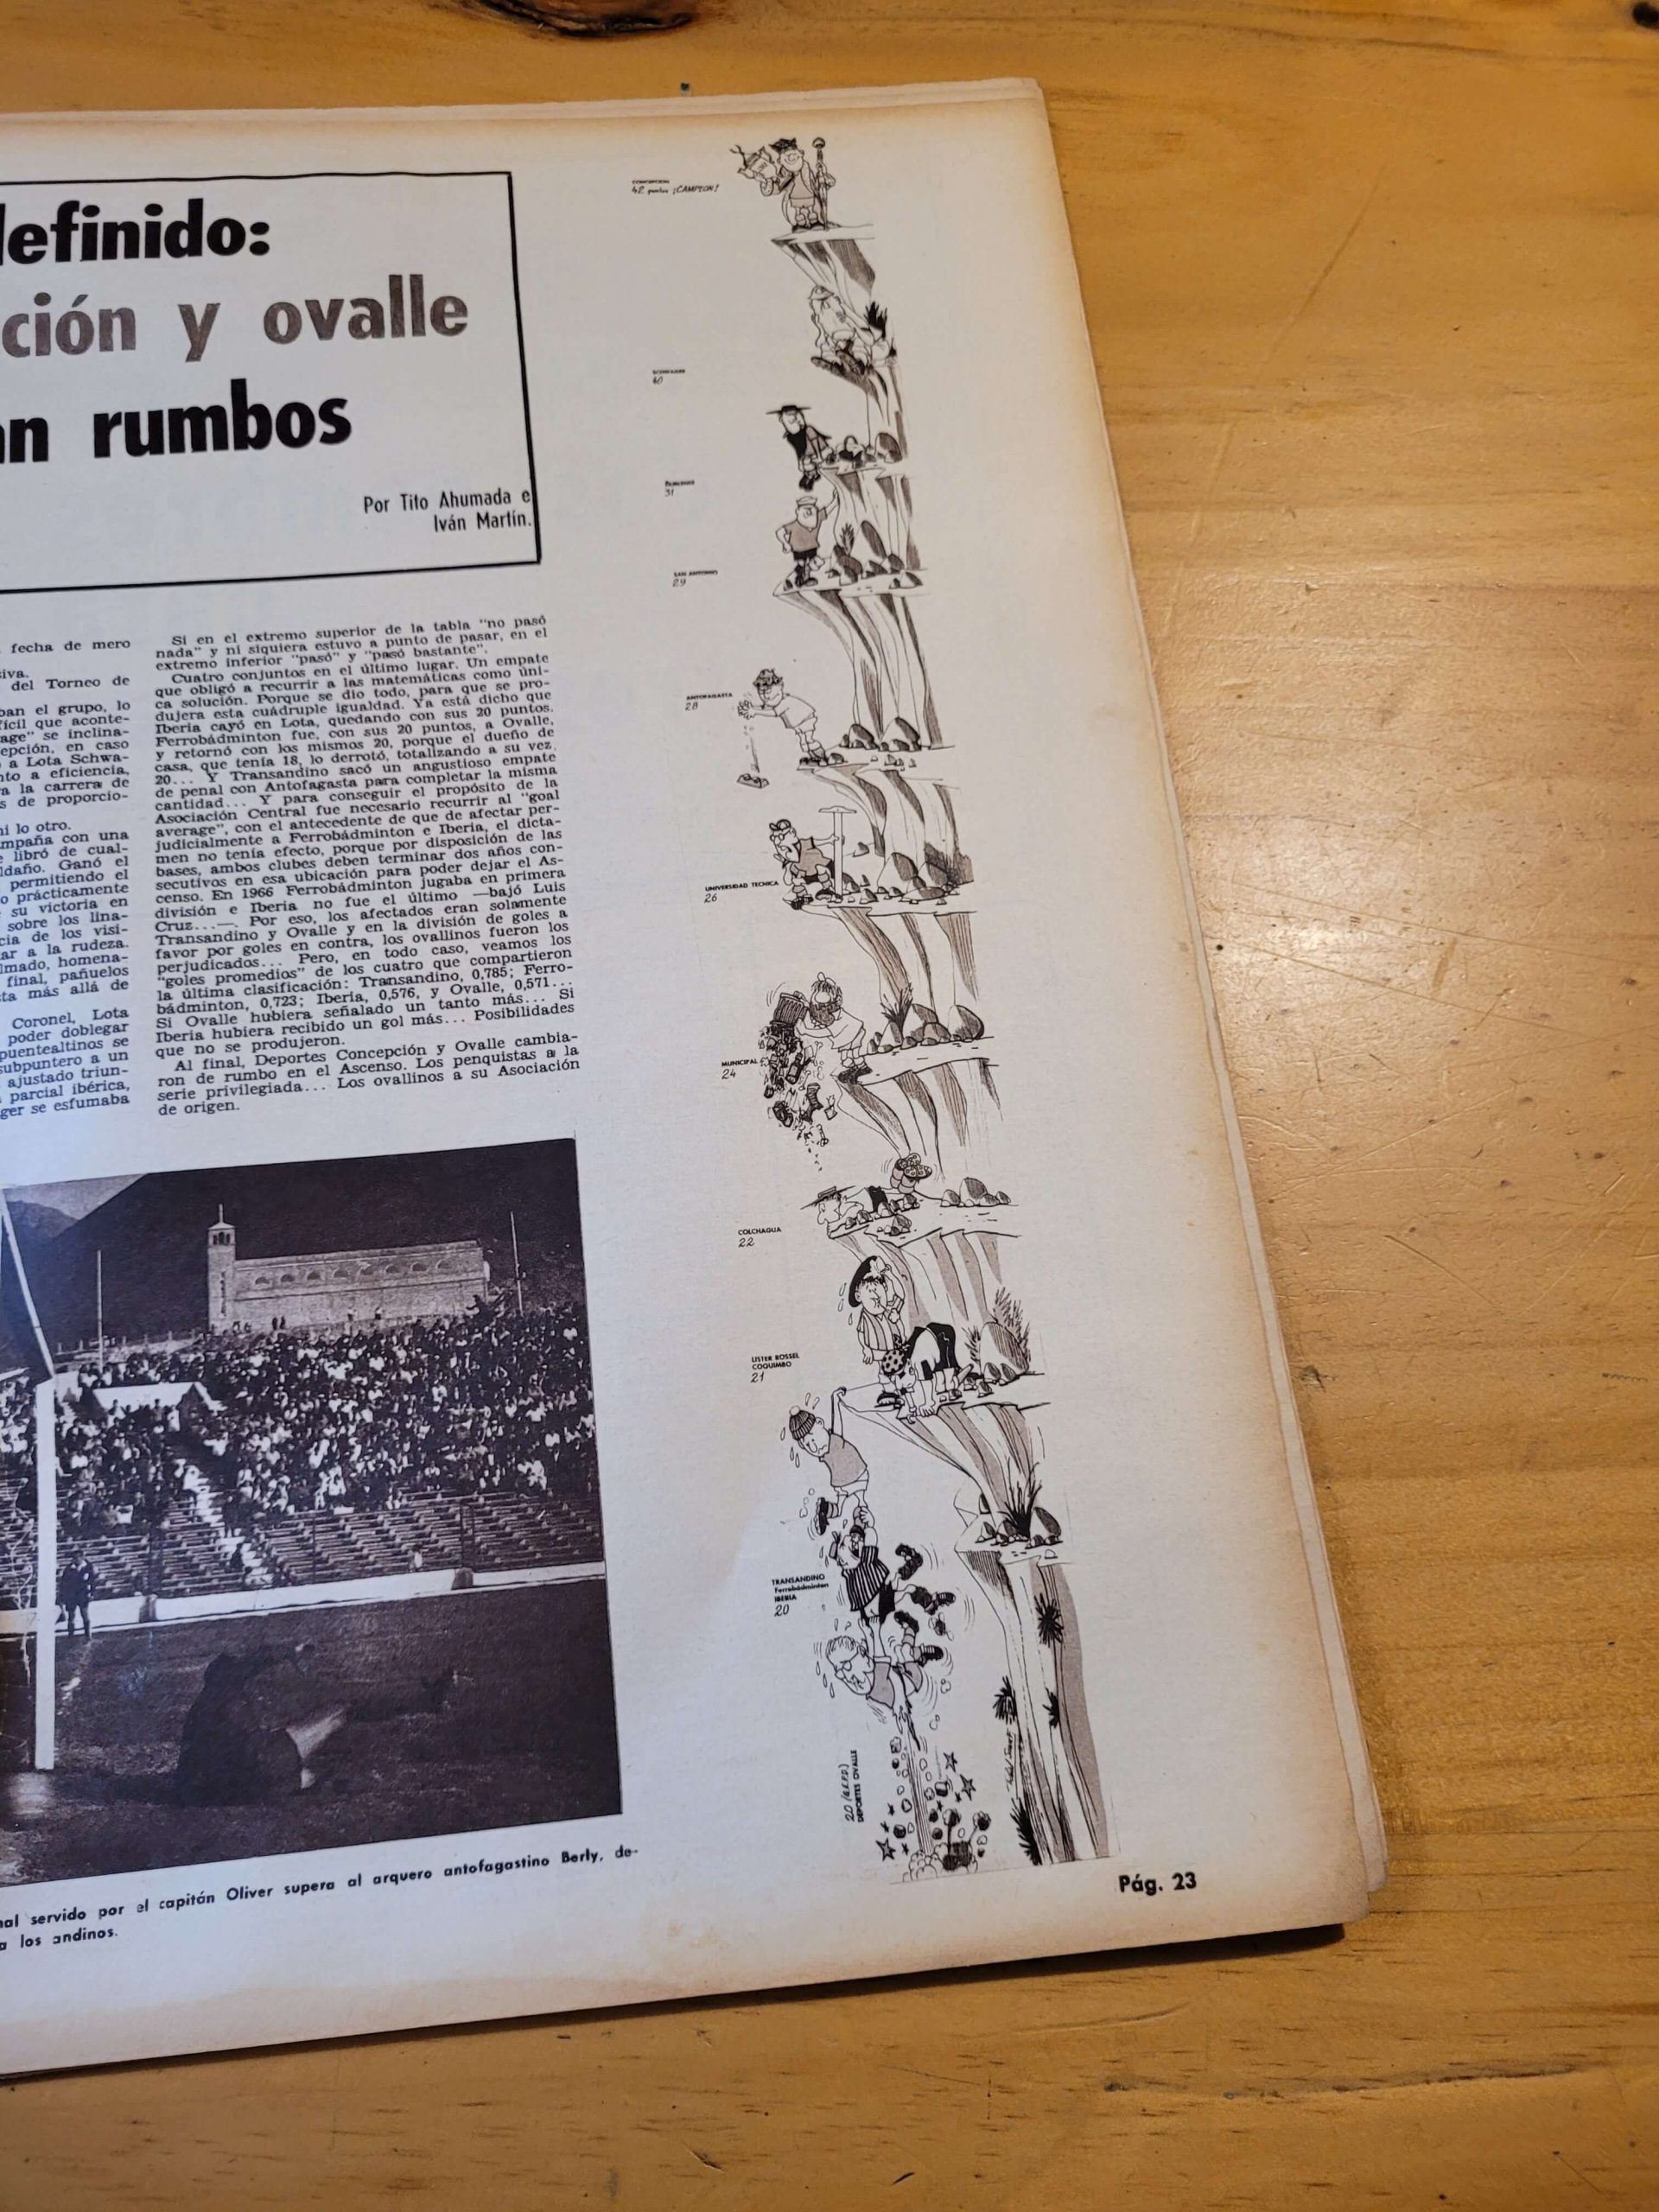 definido:
ción y ovalle
an rumbos
Por Tito Ahumada e
Iván Martín.
fecha de mero
siva.
del Torneo de
ban el grupo, lo
fícil que aconte-
age" se inclina-
epción, en caso
a Lota Schwa-
nto a eficiencia,
ra la carrera de
s de proporcio-
ni lo otro.
mpaña con una
e libró de cual-
ldaño. Ganó el
permitiendo el
o prácticamente
su victoria en
sobre los lina-
cia de los visi-
ar a la rudeza.
lmado, homena-
final, pañuelos
ta más allá de
Coronel, Lota
poder doblegar
puentealtinos se
subpuntero a un
ajustado triun-
parcial ibérica,
ger se esfumaba
Si en el extremo superior de la tabla "no pasó
nada" y ni siquiera estuvo a punto de pasar, en el
extremo inferior "pasó" y "pasó bastante".
Cuatro conjuntos en el último lugar. Un empate
que obligó a recurrir a las matemáticas como úni-
ca solución. Porque se dio todo, para que se pro-
dujera esta cuádruple igualdad. Ya está dicho que
Iberia cayó en Lota, quedando con sus 20 puntos.
Ferrobádminton fue, con sus 20 puntos, a Ovalle,
y retornó con los mismos 20, porque el dueño de
casa, que tenía 18, lo derrotó, totalizando a su vez
20... Y Transandino sacó un angustioso empate
de penal con Antofagasta para completar la misma
cantidad... Y para conseguir el propósito de la
Asociación Central fue necesario recurrir al "goal
average", con el antecedente de que de afectar per-
judicialmente a Ferrobádminton e Iberia, el dicta-
men no tenía efecto, porque por disposición de las
bases, ambos clubes deben terminar dos años con-
secutivos en esa ubicación para poder dejar el As-
censo. En 1966 Ferrobádminton jugaba en primera
división e Iberia no fue el último —bajó Luis
Cruz...—. Por eso, los afectados eran solamente
Transandino y Ovalle y en la división de goles a
favor por goles en contra, los ovallinos fueron los
perjudicados... Pero, en todo caso, veamos los
"goles promedios" de los cuatro que compartieron
la última clasificación: Transandino, 0,785; Ferro-
bádminton, 0,723; Iberia, 0,576, y Ovalle, 0,571...
Si Ovalle hubiera señalado un tanto más... Si
Iberia hubiera recibido un gol más... Posibilidades
que no se produjeron.
Al final, Deportes Concepción y Ovalle cambia-
ron de rumbo en el Ascenso. Los penquistas a la
serie privilegiada... Los ovallinos a su Asociación
de origen.
nal servido por el capitán Oliver supera al arquero antofagastino Berly, de-
a los andinos.
CONCEPCION
42 puntos ¡CAMPEON!
40
31
SAN ANTONIO
29
ANTOFAGASTA
28
UNIVERSIDAD TECNICA
26
MUNICIPAL
24
COLCHAGUA
22
LISTER ROSSEL
COQUIMBO
21
TRANSANDINO
Ferrobádminton
IBERIA
20
DEPORTES OVALLE
Pág. 23